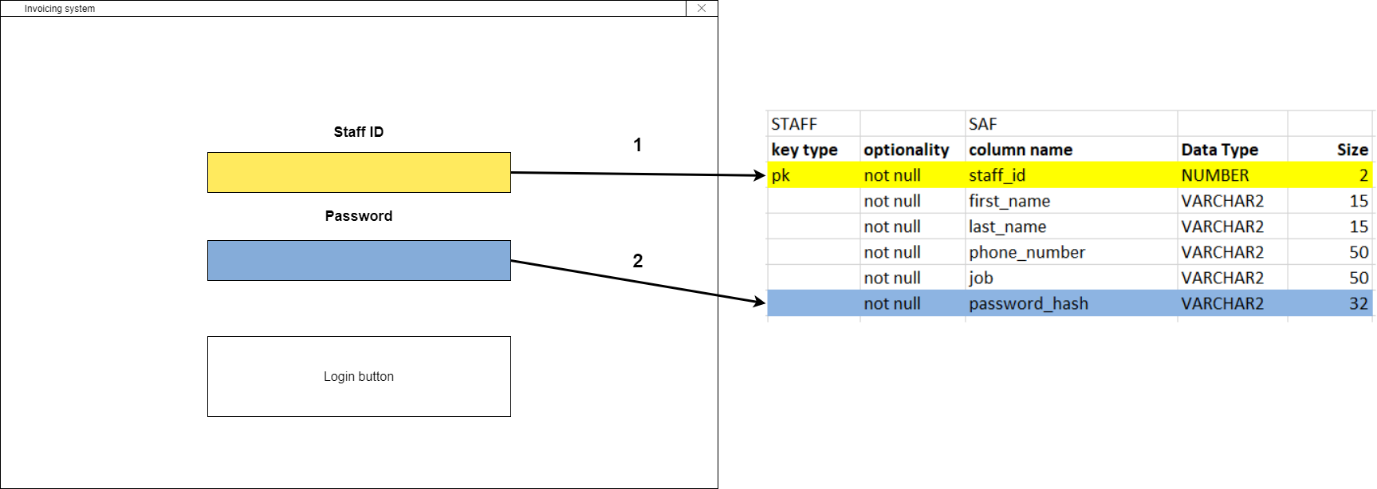 Invoicing system
Staff ID
1
Password
2
Login button
STAFF SAF
key type optionality column name Data Type Size
pk not null staff_id NUMBER 2
not null first_name VARCHAR2 15
not null last_name VARCHAR2 15
not null phone_number VARCHAR2 50
not null job VARCHAR2 50
not null password_hash VARCHAR2 32